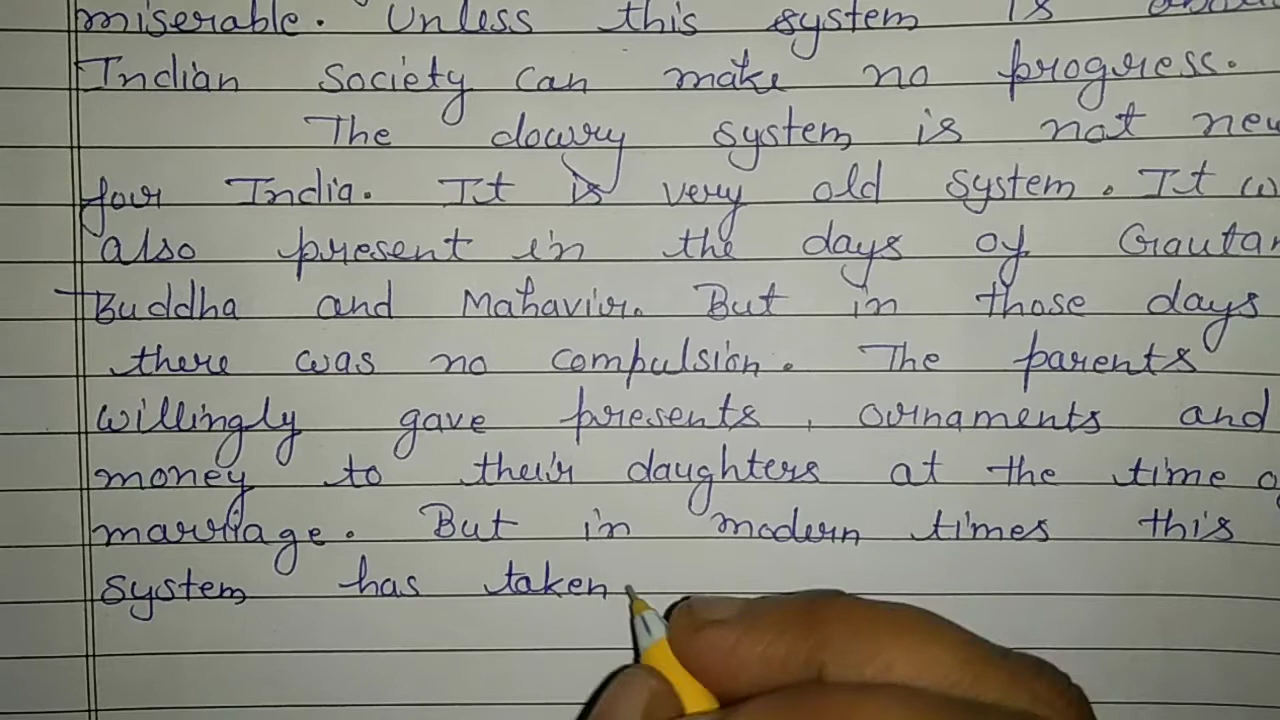 miserable. Unless this system is
Indian Society can make no progress.
The dowry system is not new
for India. It is very old system. It
also present in the days of Gautam
Buddha and Mahavir. But in those days
there was no compulsion. The parents
willingly gave presents, ornaments and
money to their daughters at the time
marriage. But in modern times this
system has taken